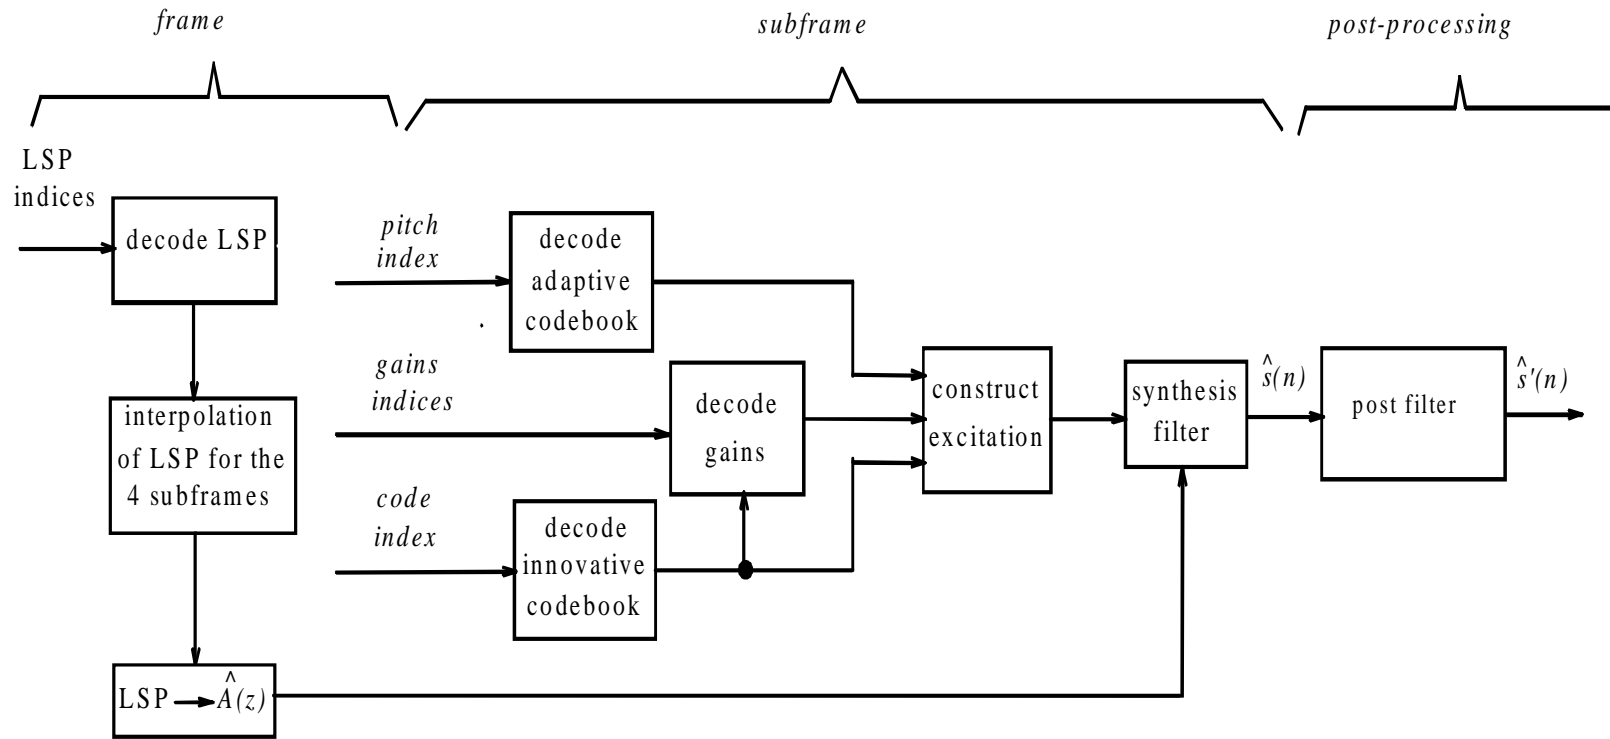 frame
subframe
post-processing
LSP
indices
decode LSP
interpolation
of LSP for the
4 subframes
LSP → Â(z)
pitch
index
decode
adaptive
codebook
gains
indices
decode
gains
code
index
decode
innovative
codebook
construct
excitation
synthesis
filter
ŝ(n)
post filter
ŝ'(n)